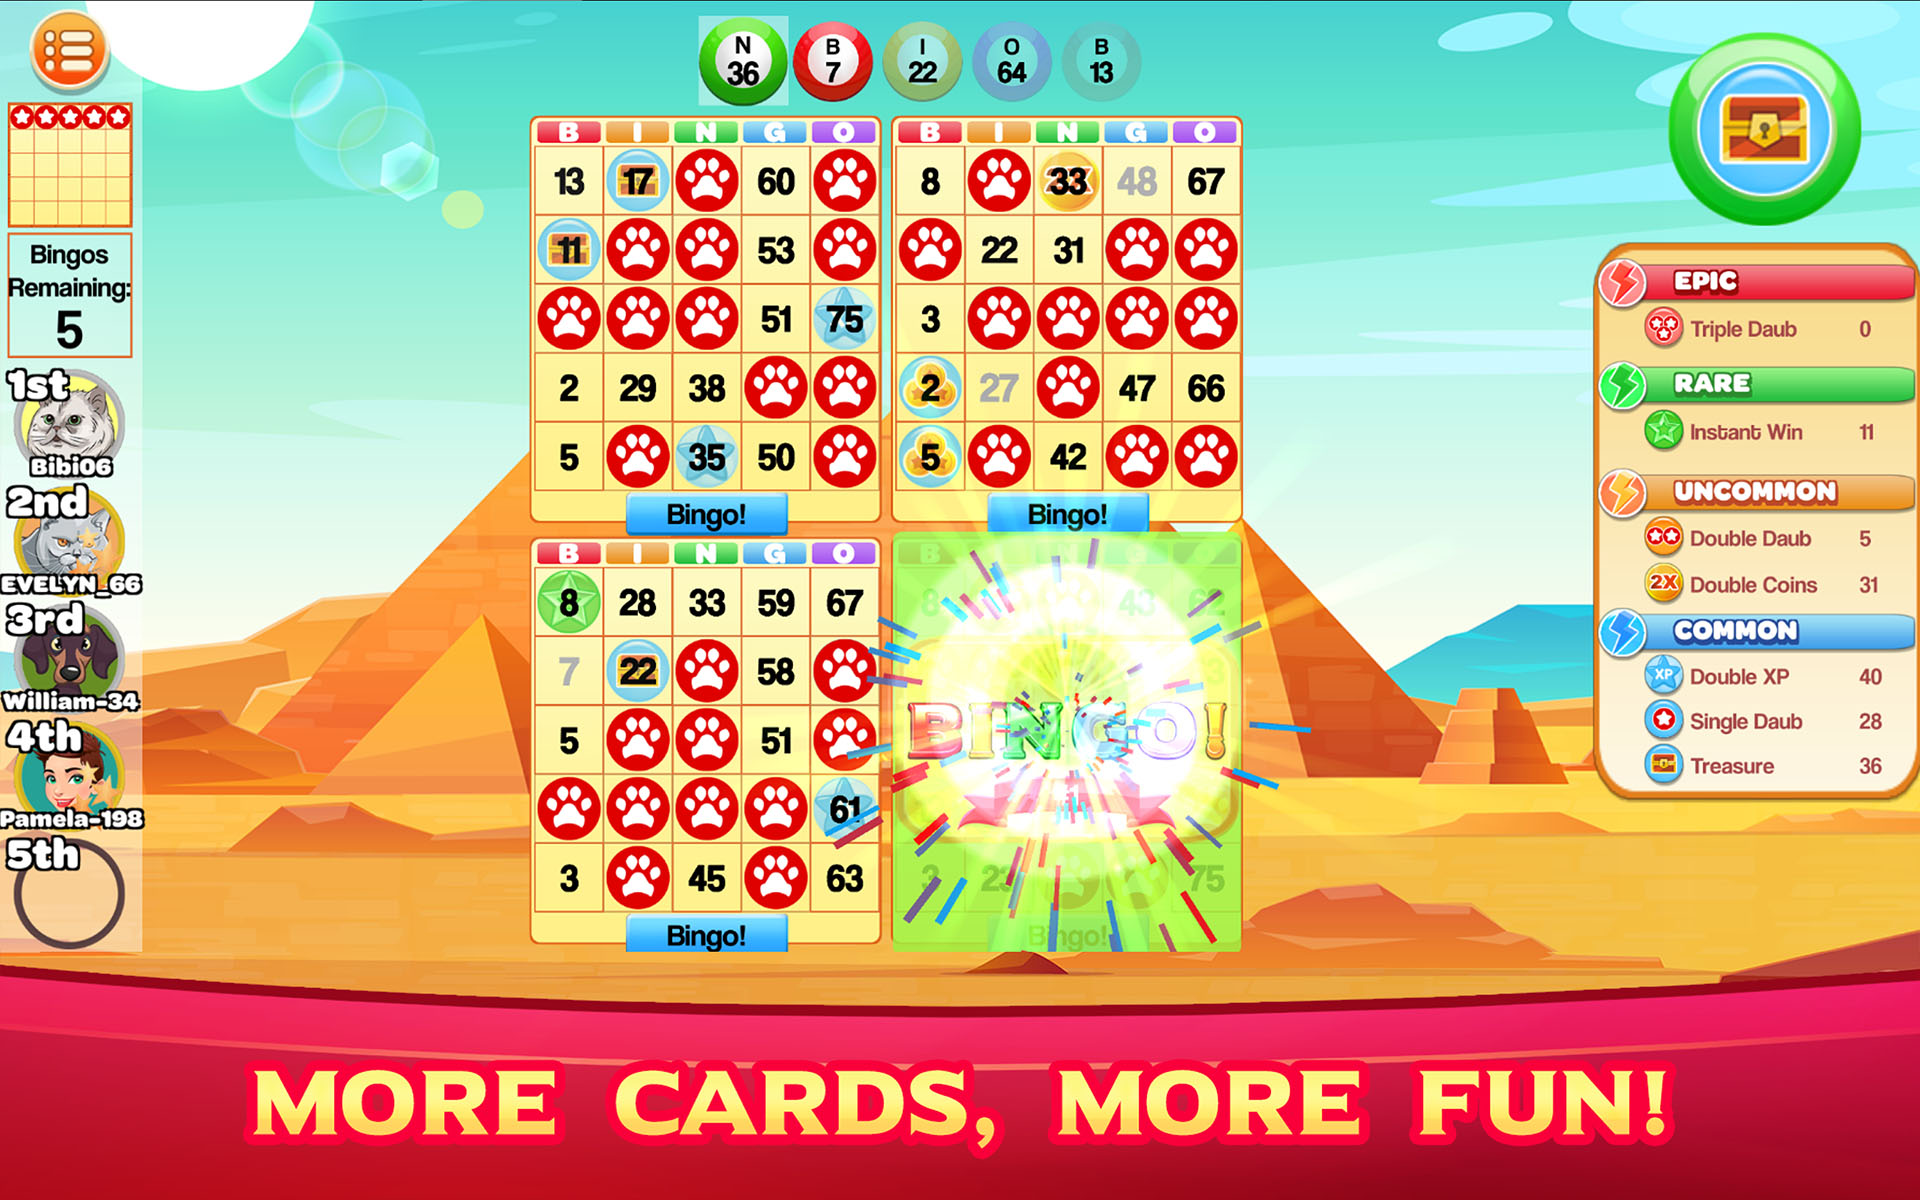 N B I O B
36 7 22 64 13
Bingos
Remaining:
5
1st
Bibi06
2nd
EVELYN_66
3rd
William-34
4th
Pamela-198
5th
B I N G O
13 17 60
11 53
51 75
2 29 38
5 35 50
Bingo!
B I N G O
8 33 48 67
22 31
3
2 27 47 66
5 42
Bingo!
B I N G O
8 28 33 59 67
7 22 58
5 51
61
3 45 63
Bingo!
BINGO!
75
Bingo!
EPIC
Triple Daub 0
RARE
Instant Win 11
UNCOMMON
Double Daub 5
2X Double Coins 31
COMMON
XP Double XP 40
Single Daub 28
Treasure 36
MORE CARDS, MORE FUN!